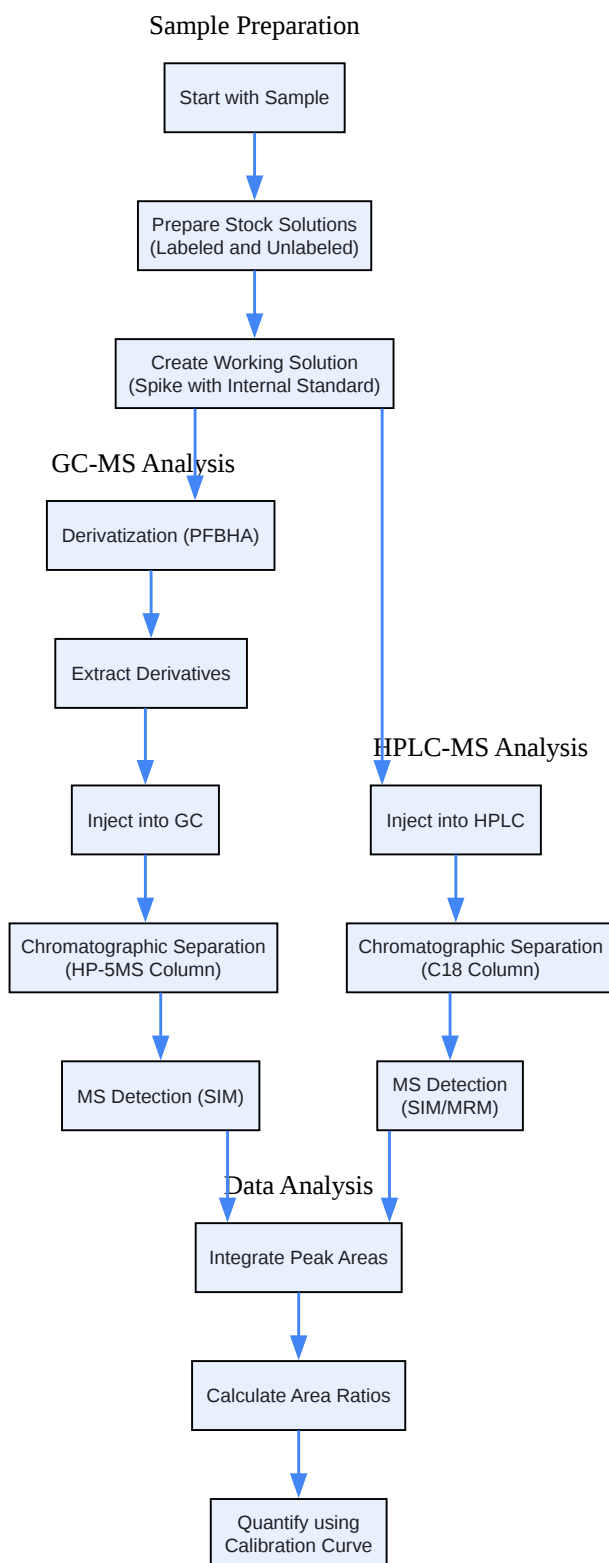 Sample Preparation
Start with Sample
Prepare Stock Solutions
(Labeled and Unlabeled)
Create Working Solution
(Spike with Internal Standard)
GC-MS Analysis
Derivatization (PFBHA)
Extract Derivatives
Inject into GC
Chromatographic Separation
(HP-5MS Column)
MS Detection (SIM)
HPLC-MS Analysis
Inject into HPLC
Chromatographic Separation
(C18 Column)
MS Detection
(SIM/MRM)
Data Analysis
Integrate Peak Areas
Calculate Area Ratios
Quantify using
Calibration Curve